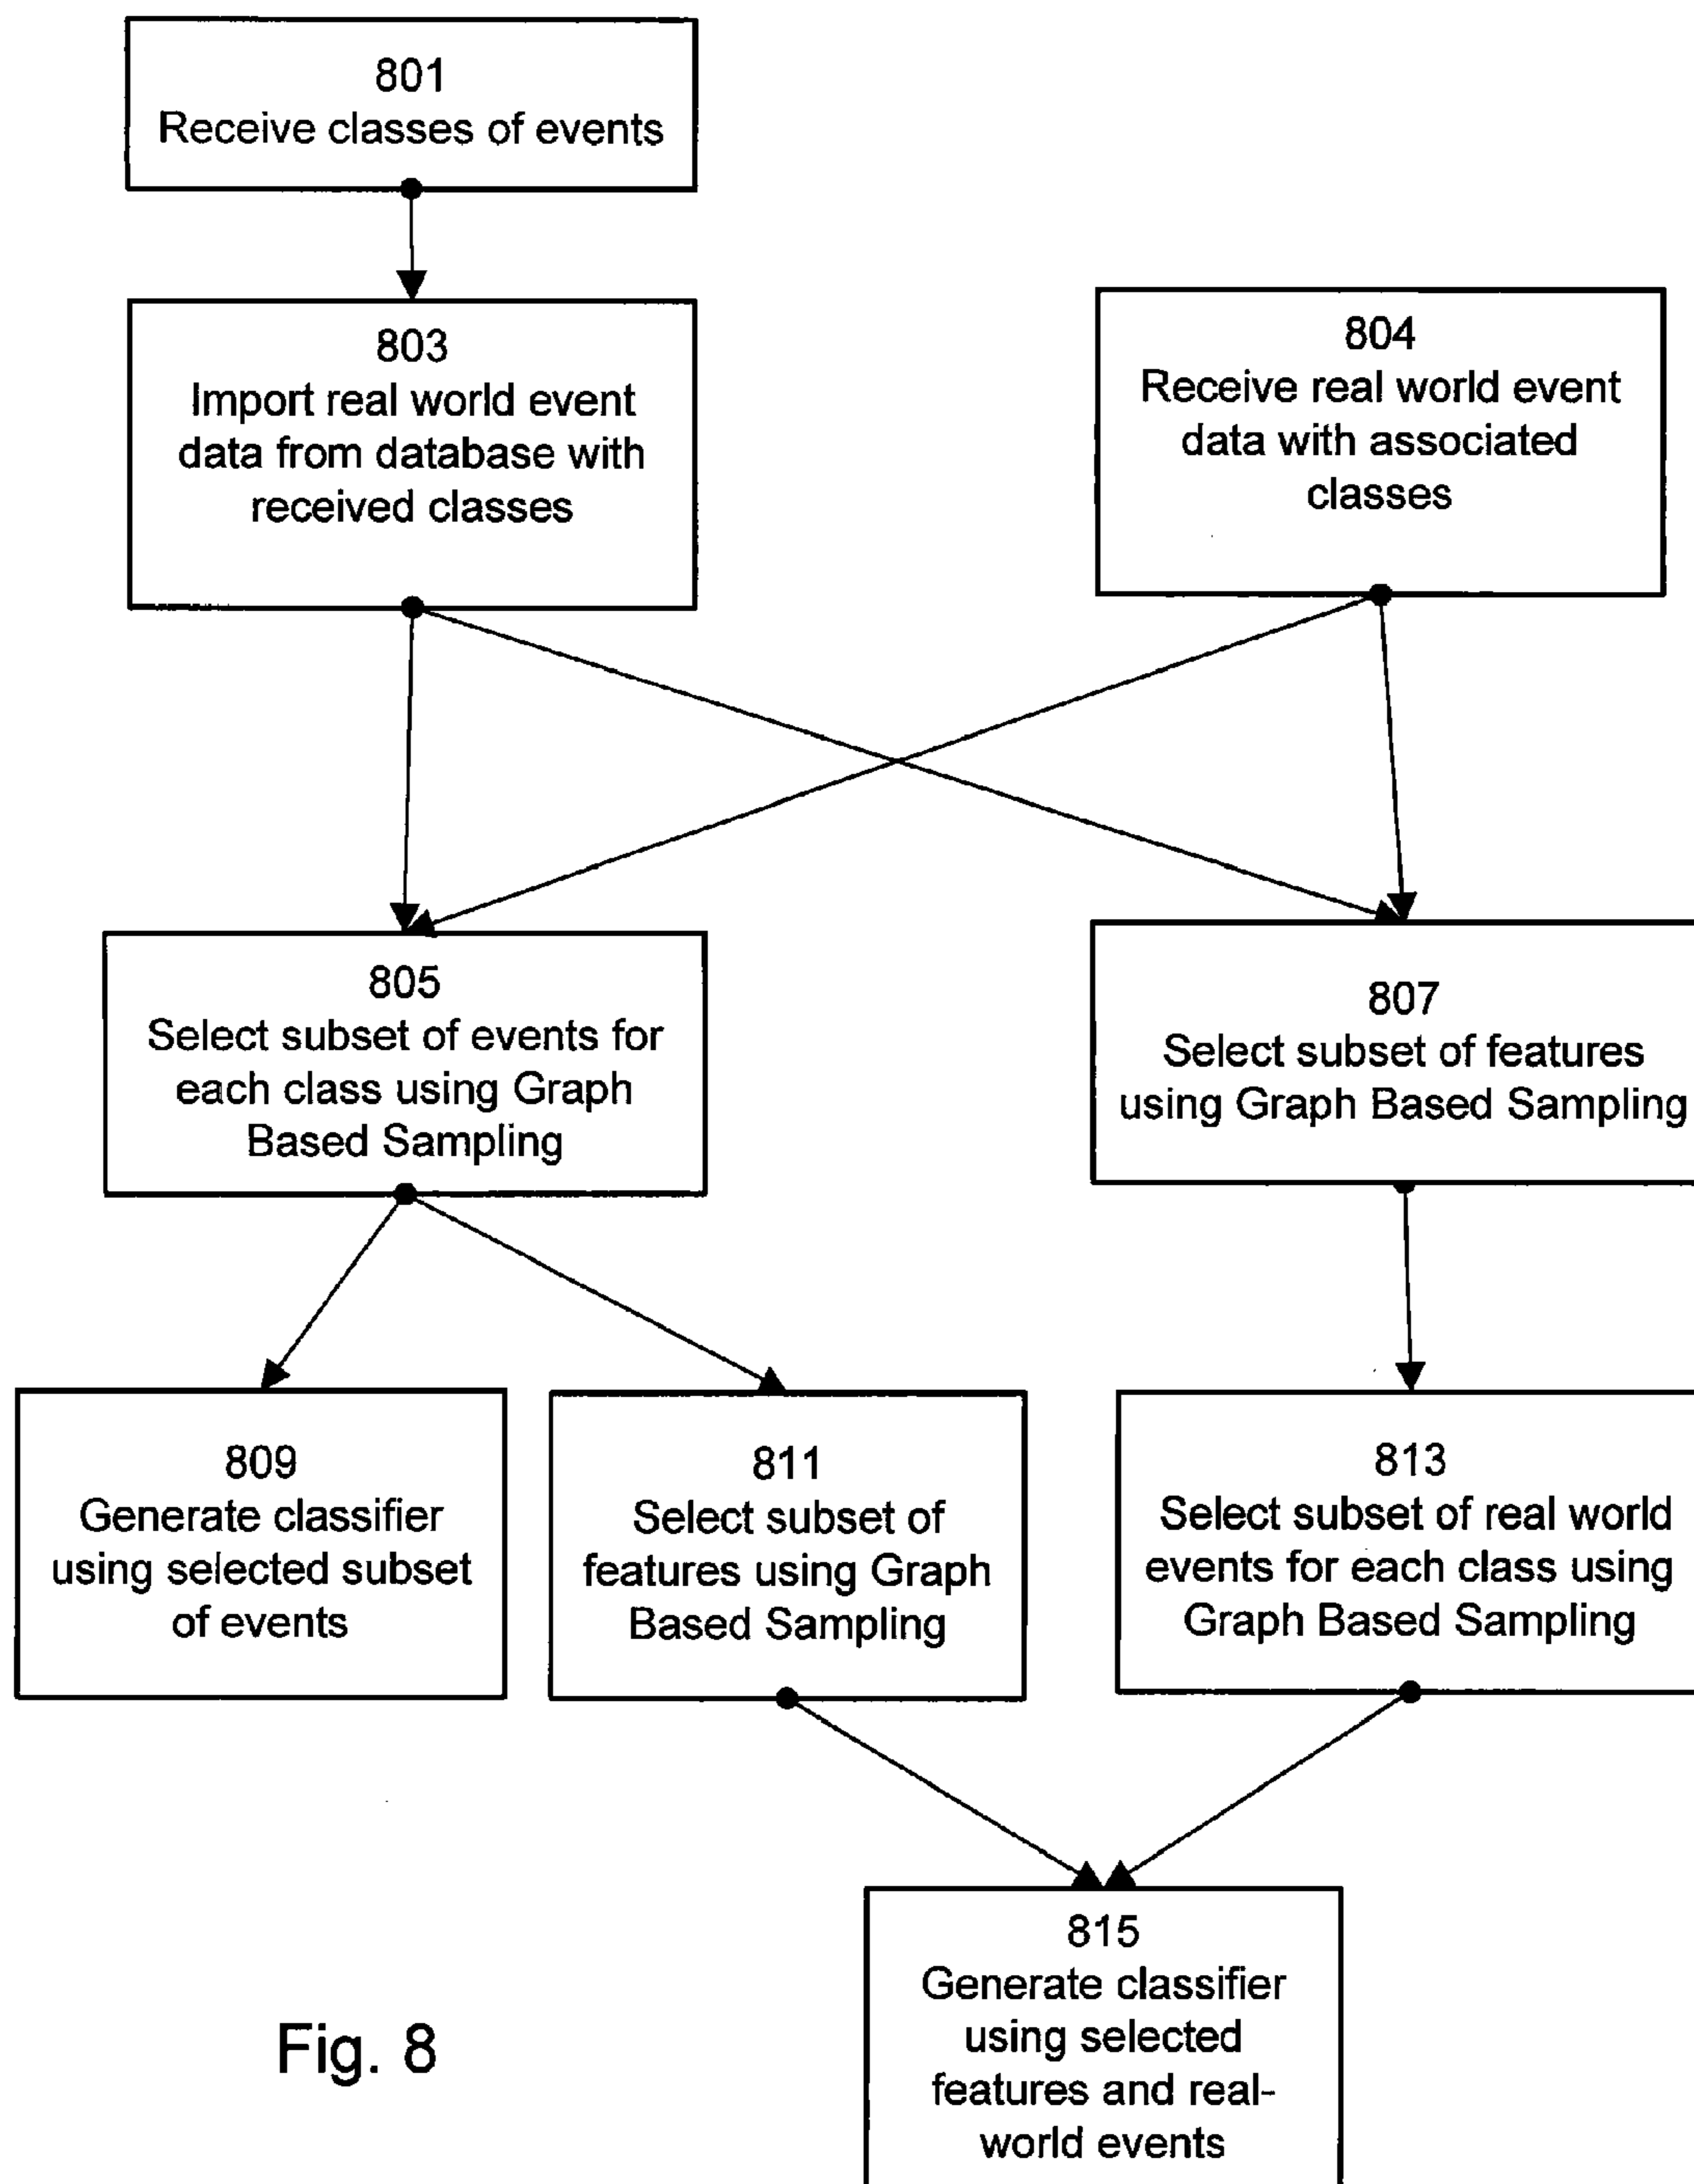 801
Receive classes of events
803
Import real world event
data from database with
received classes
804
Receive real world event
data with associated
classes
805
Select subset of events for
each class using Graph
Based Sampling
807
Select subset of features
using Graph Based Sampling
809
Generate classifier
using selected subset
of events
811
Select subset of
features using Graph
Based Sampling
813
Select subset of real world
events for each class using
Graph Based Sampling
815
Generate classifier
using selected
features and real-
world events
Fig. 8